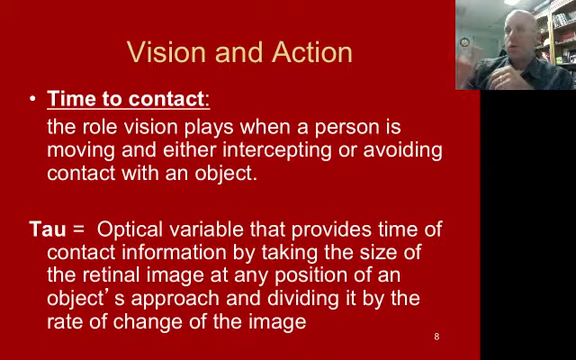 Vision and Action
• Time to contact:
the role vision plays when a person is
moving and either intercepting or avoiding
contact with an object.
Tau = Optical variable that provides time of
contact information by taking the size of
the retinal image at any position of an
object's approach and dividing it by the
rate of change of the image
8